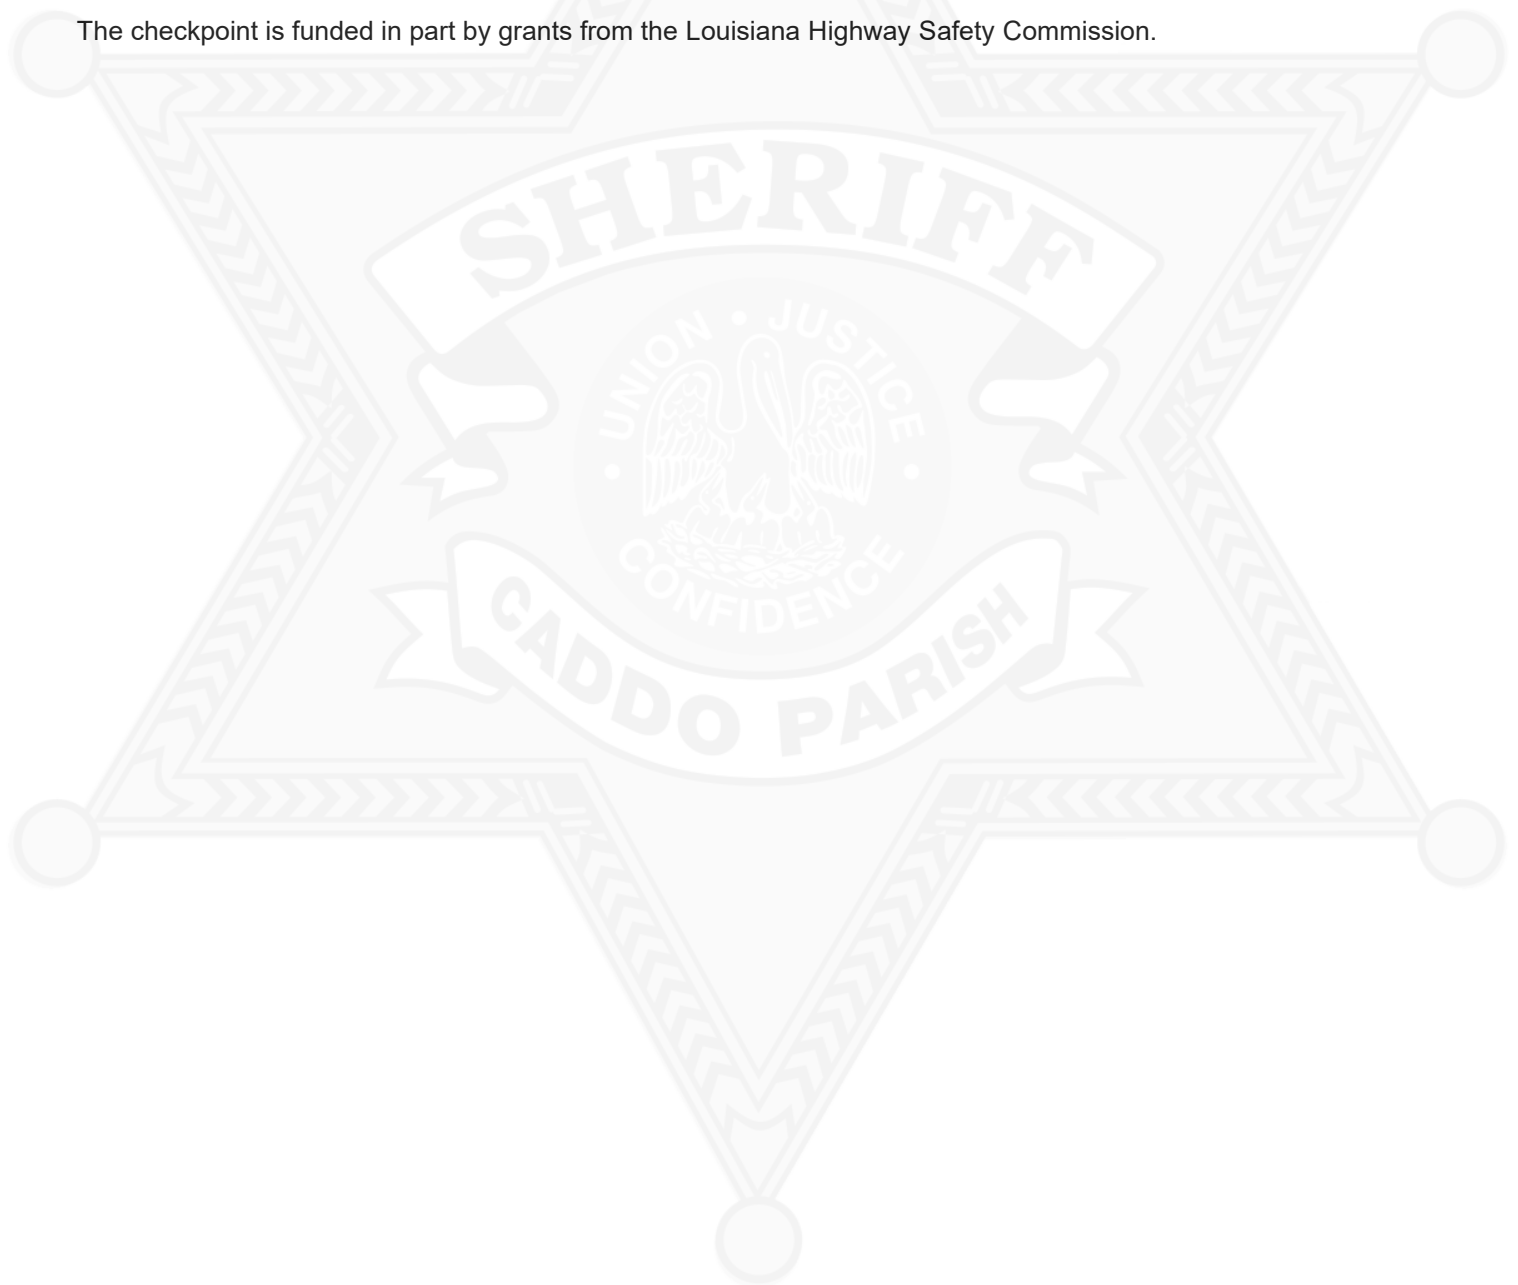 The checkpoint is funded in part by grants from the Louisiana Highway Safety Commission.
SHERIFF
UNION • JUSTICE
• CONFIDENCE •
CADDO PARISH